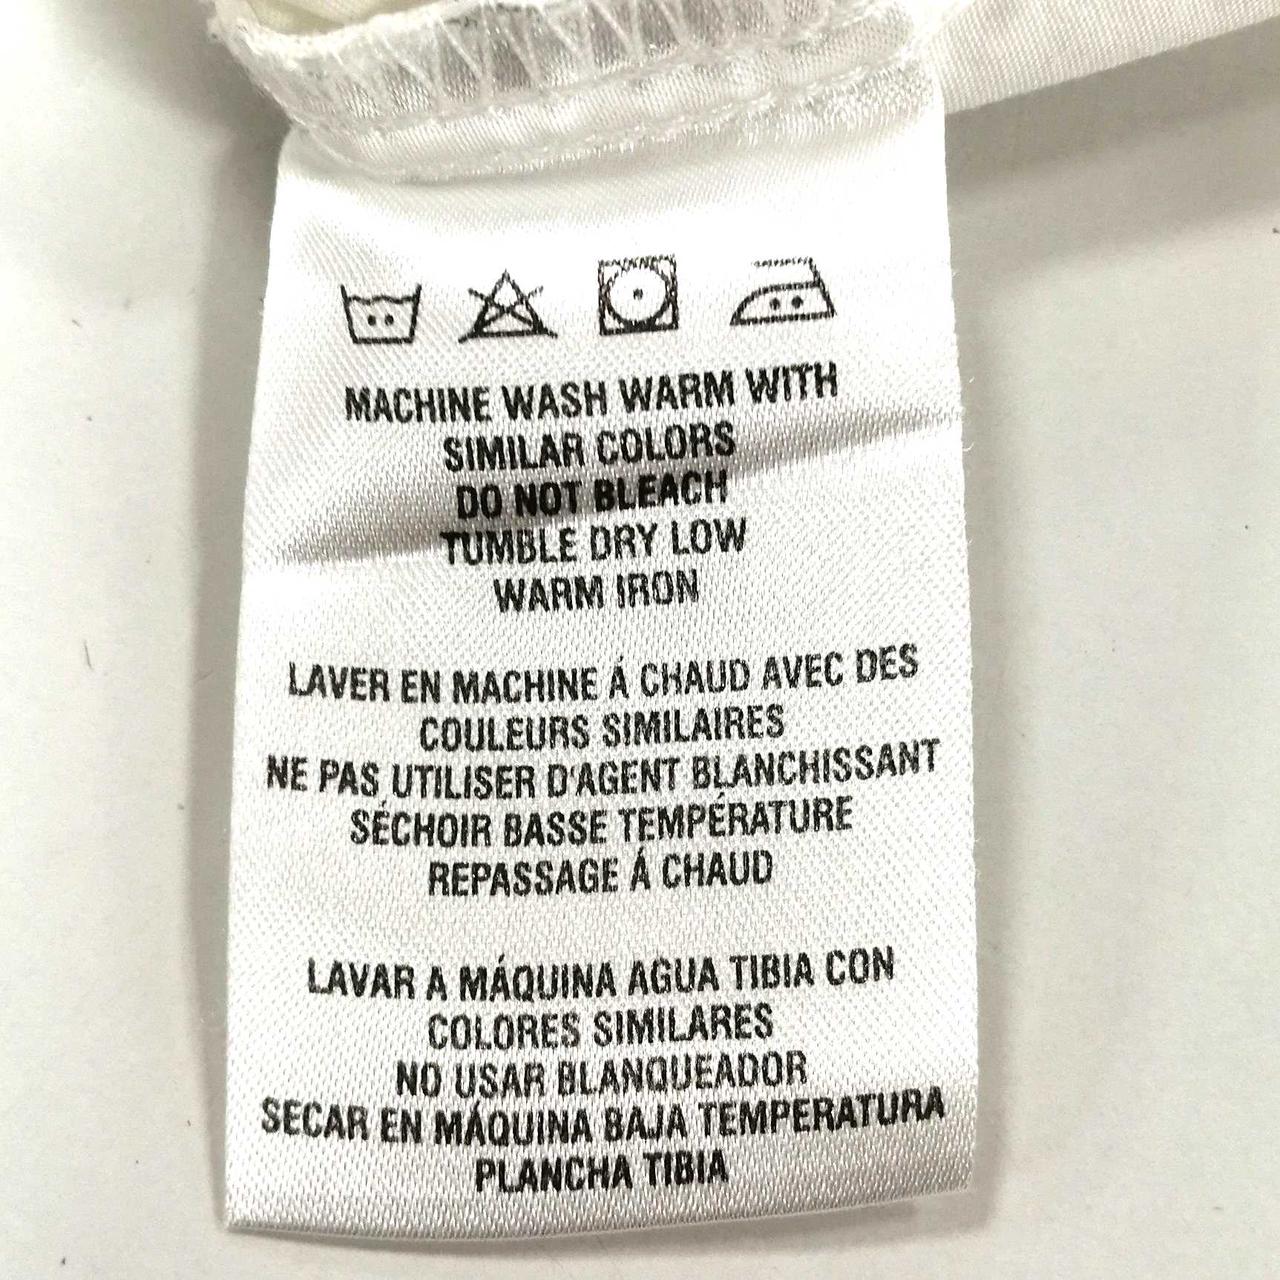 MACHINE WASH WARM WITH
SIMILAR COLORS
DO NOT BLEACH
TUMBLE DRY LOW
WARM IRON
LAVER EN MACHINE Á CHAUD AVEC DES
COULEURS SIMILAIRES
NE PAS UTILISER D'AGENT BLANCHISSANT
SÉCHOIR BASSE TEMPÉRATURE
REPASSAGE Á CHAUD
LAVAR A MÁQUINA AGUA TIBIA CON
COLORES SIMILARES
NO USAR BLANQUEADOR
SECAR EN MÁQUINA BAJA TEMPERATURA
PLANCHA TIBIA